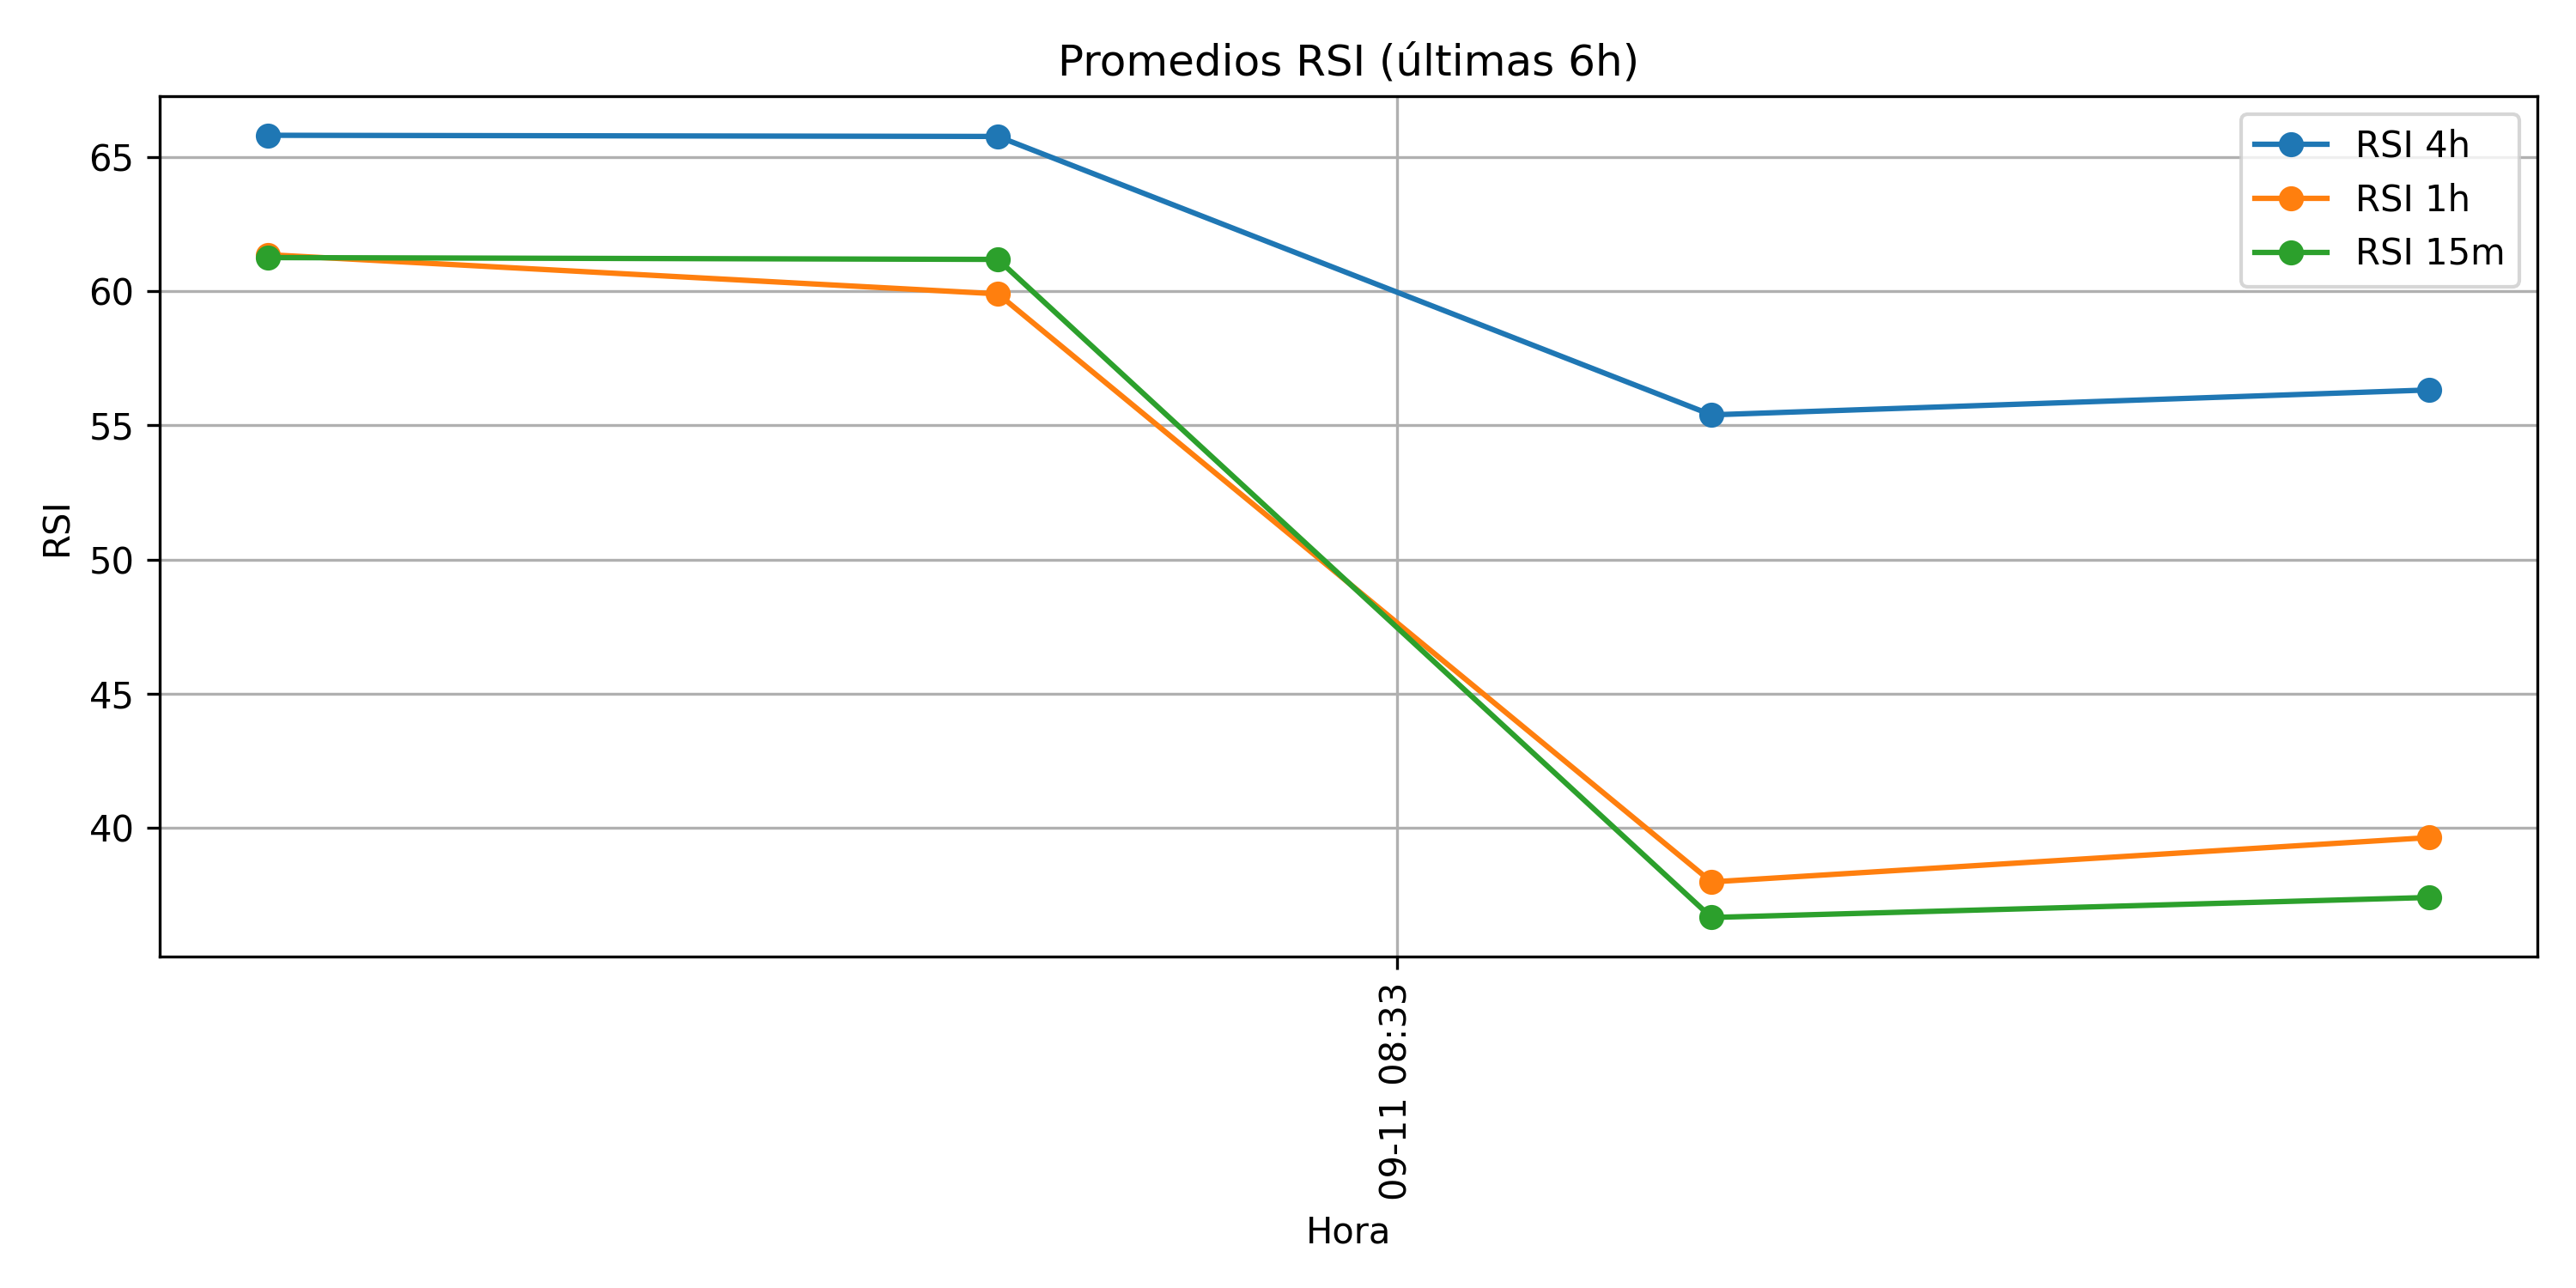 Promedios RSI (últimas 6h)
RSI 4h
RSI 1h
RSI 15m
RSI
65
60
55
50
45
40
09-11 08:33
Hora